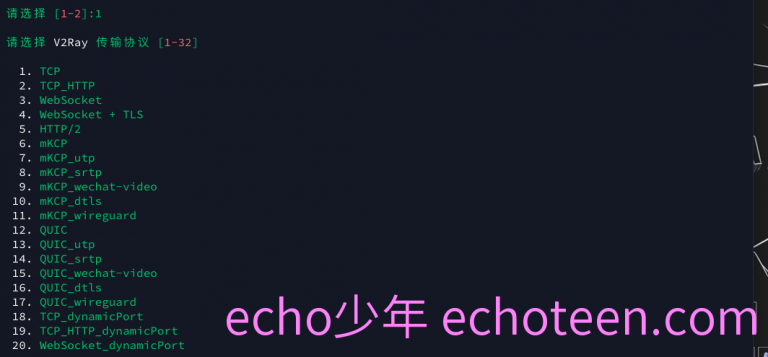 请选择 [1-2]:1
请选择 V2Ray 传输协议 [1-32]
1. TCP
2. TCP_HTTP
3. WebSocket
4. WebSocket + TLS
5. HTTP/2
6. mKCP
7. mKCP_utp
8. mKCP_srtp
9. mKCP_wechat-video
10. mKCP_dtls
11. mKCP_wireguard
12. QUIC
13. QUIC_utp
14. QUIC_srtp
15. QUIC_wechat-video
16. QUIC_dtls
17. QUIC_wireguard
18. TCP_dynamicPort
19. TCP_HTTP_dynamicPort
20. WebSocket_dynamicPort
echo少年 echoteen.com